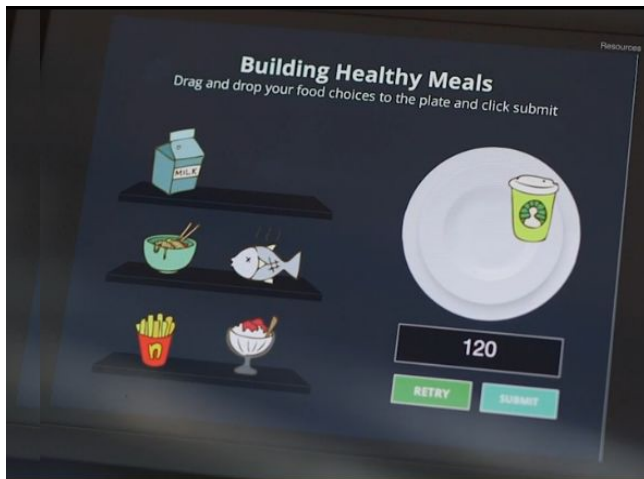 Resources
Building Healthy Meals
Drag and drop your food choices to the plate and click submit
MILK
120
RETRY
SUBMIT